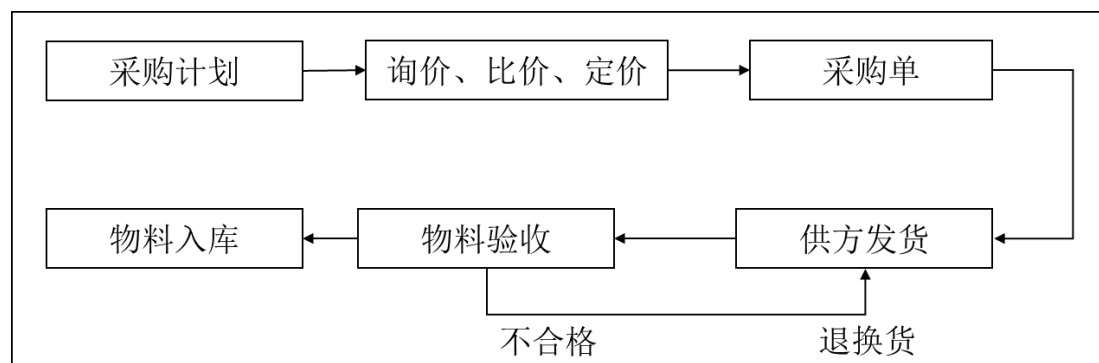 采购计划
询价、比价、定价
采购单
物料入库
物料验收
供方发货
不合格
退换货